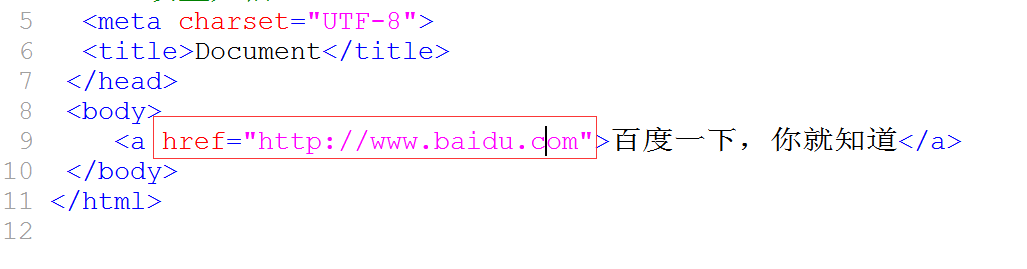 5 <meta charset="UTF-8">
6 <title>Document</title>
7 </head>
8 <body>
9 <a href="http://www.baidu.com">百度一下，你就知道</a>
10 </body>
11 </html>
12